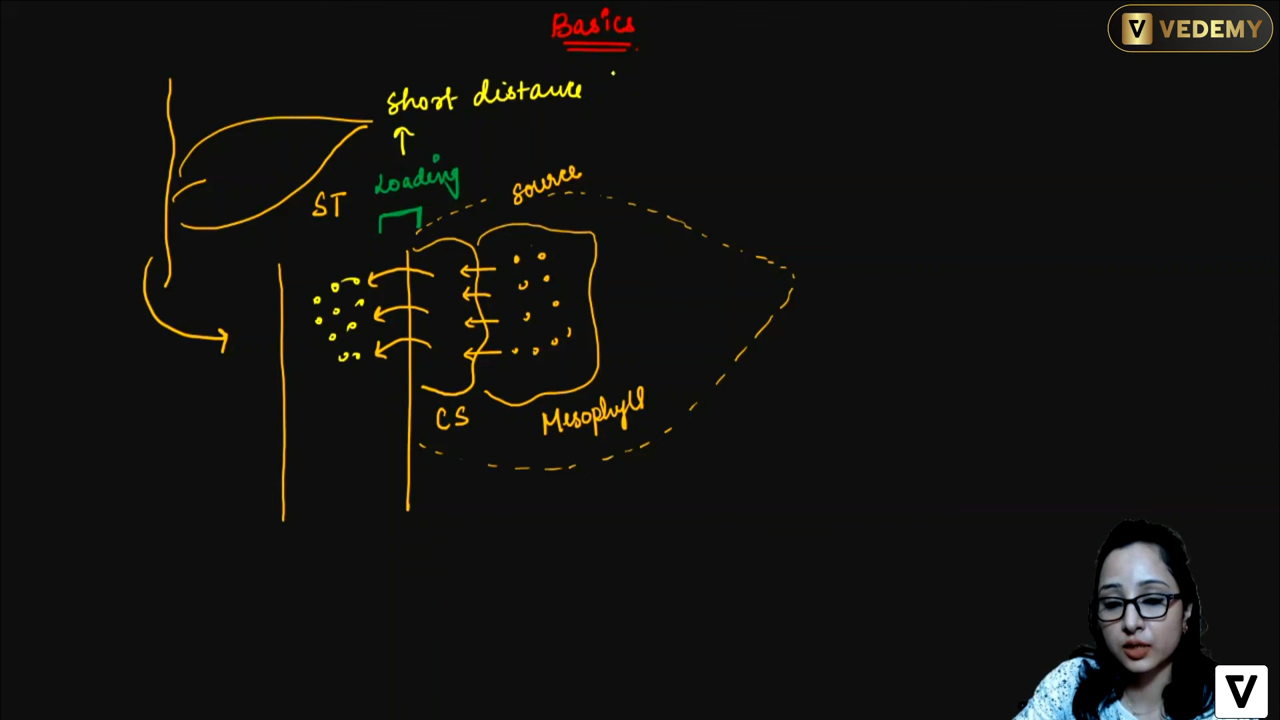 Basics
VEDEMY
short distance
Loading
source
ST
CS
Mesophyll